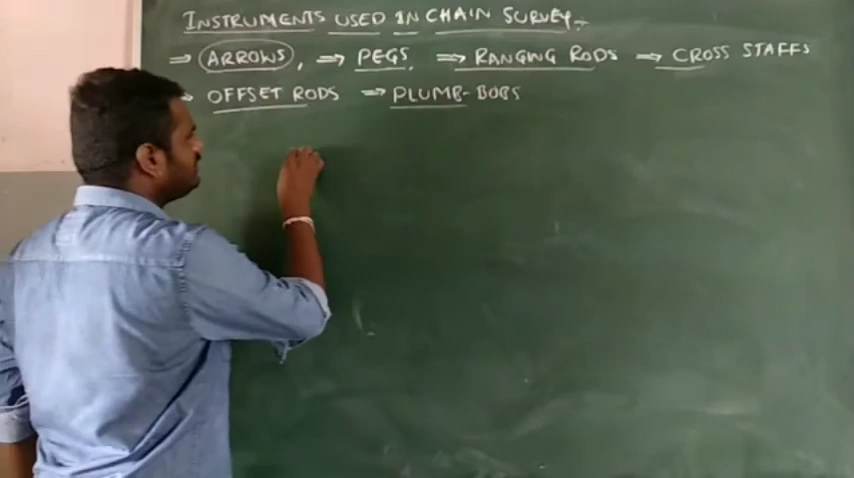 INSTRUMENTS USED IN CHAIN SURVEY:-
⇒ ARROWS, ⇒ PEGS. ⇒ RANGING RODS ⇒ CROSS STAFFS
⇒ OFFSET RODS ⇒ PLUMB-BOBS